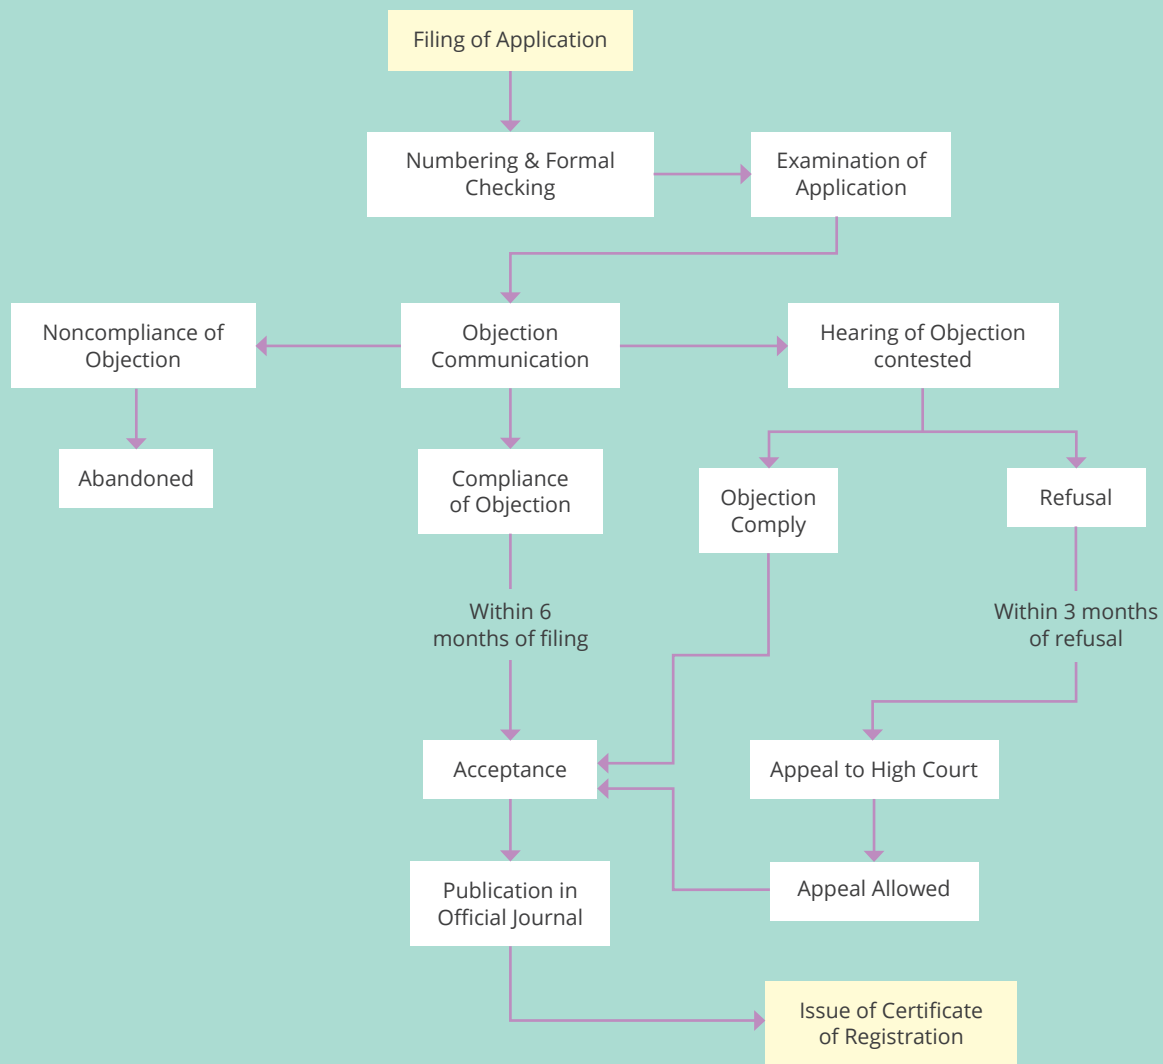 Filing of Application
Numbering & Formal
Checking
Examination of
Application
Noncompliance of
Objection
Objection
Communication
Hearing of Objection
contested
Abandoned
Compliance
of Objection
Objection
Comply
Refusal
Within 6
months of filing
Within 3 months
of refusal
Acceptance
Appeal to High Court
Publication in
Official Journal
Appeal Allowed
Issue of Certificate
of Registration